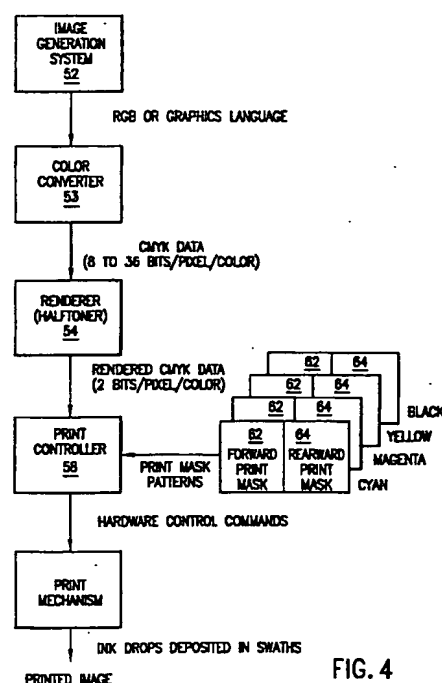 IMAGE
GENERATION
SYSTEM
52
RGB OR GRAPHICS LANGUAGE
COLOR
CONVERTER
53
CMYK DATA
(8 TO 36 BITS/PIXEL/COLOR)
RENDERER
(HALFTONER)
54
RENDERED CMYK DATA
(2 BITS/PIXEL/COLOR)
62 64
BLACK
62 64
YELLOW
62 64
MAGENTA
62 64
FORWARD PRINT MASK
REARWARD PRINT MASK
CYAN
PRINT
CONTROLLER
58
PRINT MASK
PATTERNS
HARDWARE CONTROL COMMANDS
PRINT
MECHANISM
INK DROPS DEPOSITED IN SWATHS
PRINTED IMAGE
FIG. 4